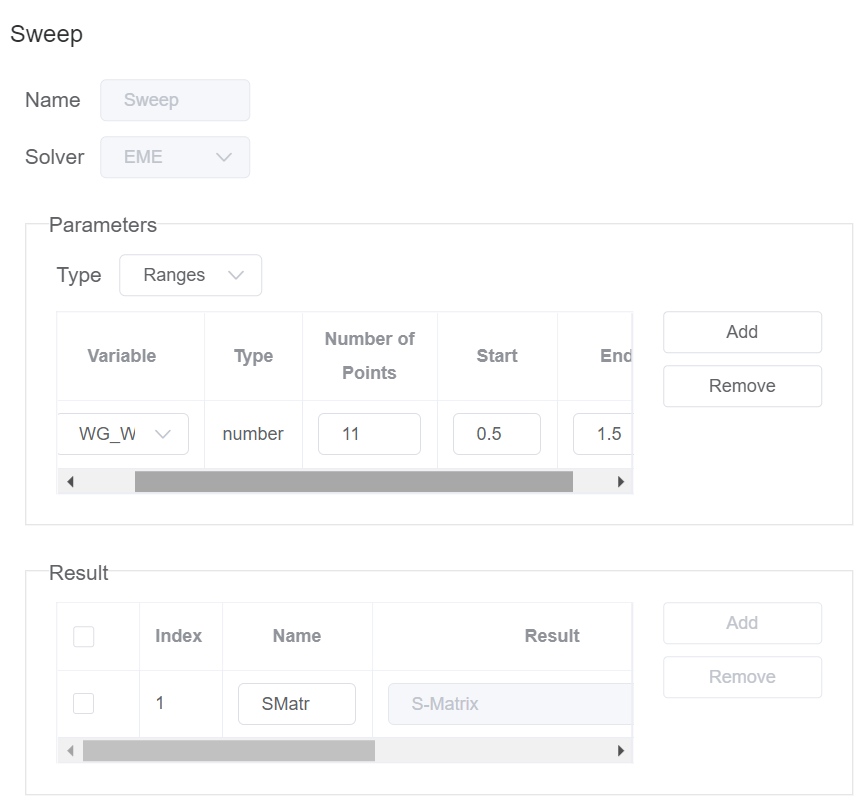 Sweep
Name Sweep
Solver EME
Parameters
Type Ranges
Variable Type Number of Points Start End
WG_W number 11 0.5 1.5
Add
Remove
Result
Index Name Result
1 SMatr S-Matrix
Add
Remove